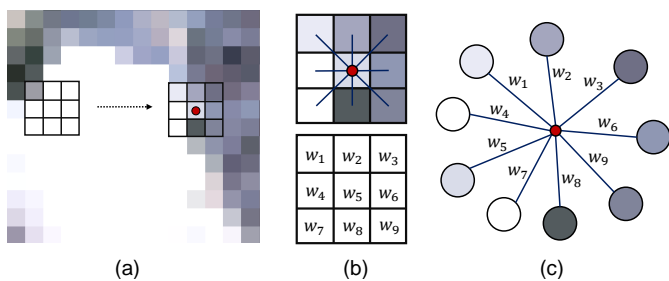 w₁ w₂ w₃
w₄ w₅ w₆
w₇ w₈ w₉
w₁
w₂
w₃
w₄
w₆
w₅
w₉
w₇
w₈
(a)
(b)
(c)